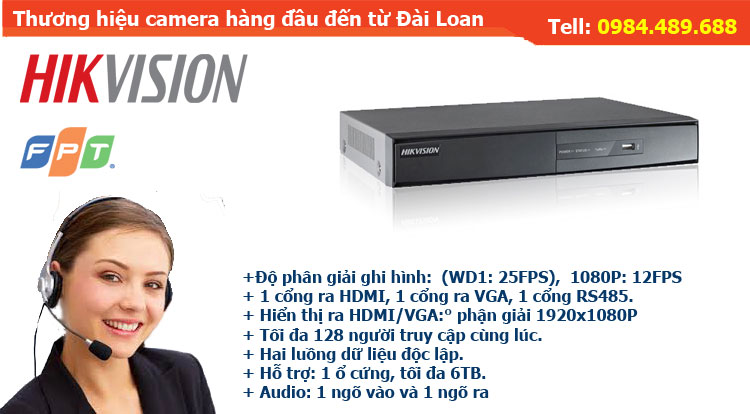 Thương hiệu camera hàng đầu đến từ Đài Loan
Tell: 0984.489.688
HIKVISION
FPT
HIKVISION
+Độ phân giải ghi hình: (WD1: 25FPS), 1080P: 12FPS
+ 1 cổng ra HDMI, 1 cổng ra VGA, 1 cổng RS485.
+ Hiển thị ra HDMI/VGA:° phận giải 1920x1080P
+ Tối đa 128 người truy cập cùng lúc.
+ Hai luồng dữ liệu độc lập.
+ Hỗ trợ: 1 ổ cứng, tối đa 6TB.
+ Audio: 1 ngõ vào và 1 ngõ ra